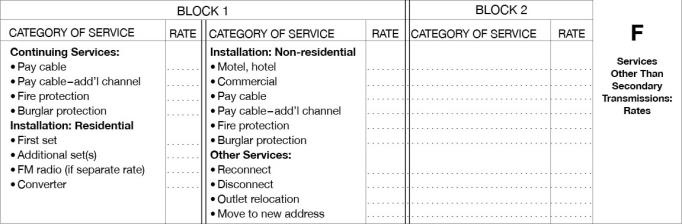 BLOCK 1
BLOCK 2
CATEGORY OF SERVICE RATE CATEGORY OF SERVICE RATE CATEGORY OF SERVICE RATE
Continuing Services:
• Pay cable
• Pay cable–add'l channel
• Fire protection
• Burglar protection
Installation: Residential
• First set
• Additional set(s)
• FM radio (if separate rate)
• Converter
Installation: Non-residential
• Motel, hotel
• Commercial
• Pay cable
• Pay cable–add'l channel
• Fire protection
• Burglar protection
Other Services:
• Reconnect
• Disconnect
• Outlet relocation
• Move to new address
F
Services
Other Than
Secondary
Transmissions:
Rates